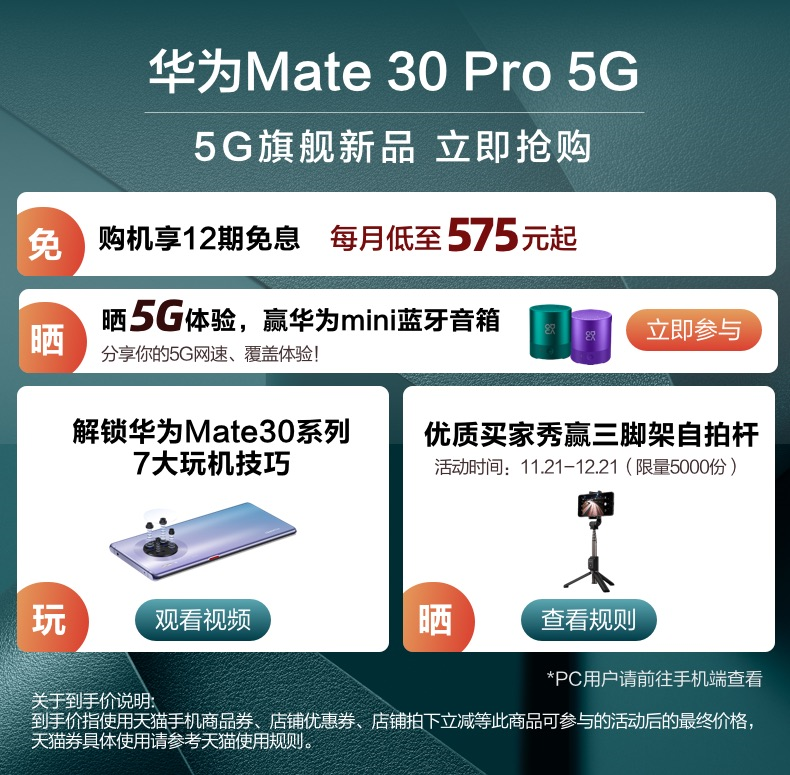 华为Mate 30 Pro 5G
5G旗舰新品 立即抢购
免 购机享12期免息 每月低至575元起
晒 晒5G体验，赢华为mini蓝牙音箱
分享你的5G网速、覆盖体验！
立即参与
解锁华为Mate30系列
7大玩机技巧
玩 观看视频
优质买家秀赢三脚架自拍杆
活动时间：11.21-12.21（限量5000份）
晒 查看规则
*PC用户请前往手机端查看
关于到手价说明:
到手价指使用天猫手机商品券、店铺优惠券、店铺拍下立减等此商品可参与的活动后的最终价格，
天猫券具体使用请参考天猫使用规则。